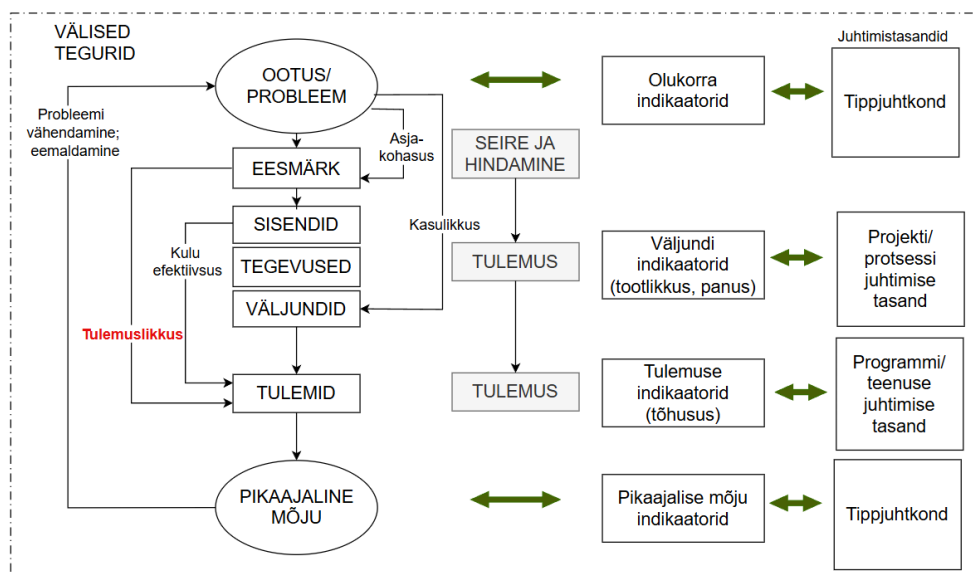 VÄLISED
TEGURID
OOTUS/
PROBLEEM
Probleemi
vähendamine;
eemaldamine
Asja-
kohasus
EESMÄRK
SISENDID
Kulu
efektiivsus
TEGEVUSED
Kasulikkus
VÄLJUNDID
Tulemuslikkus
TULEMID
PIKAAJALINE
MÕJU
SEIRE JA
HINDAMINE
TULEMUS
TULEMUS
Olukorra
indikaatorid
Väljundi
indikaatorid
(tootlikkus, panus)
Tulemuse
indikaatorid
(tõhusus)
Pikaajalise mõju
indikaatorid
Juhtimistasandid
Tippjuhtkond
Projekti/
protsessi
juhtimise
tasand
Programmi/
teenuse
juhtimise
tasand
Tippjuhtkond